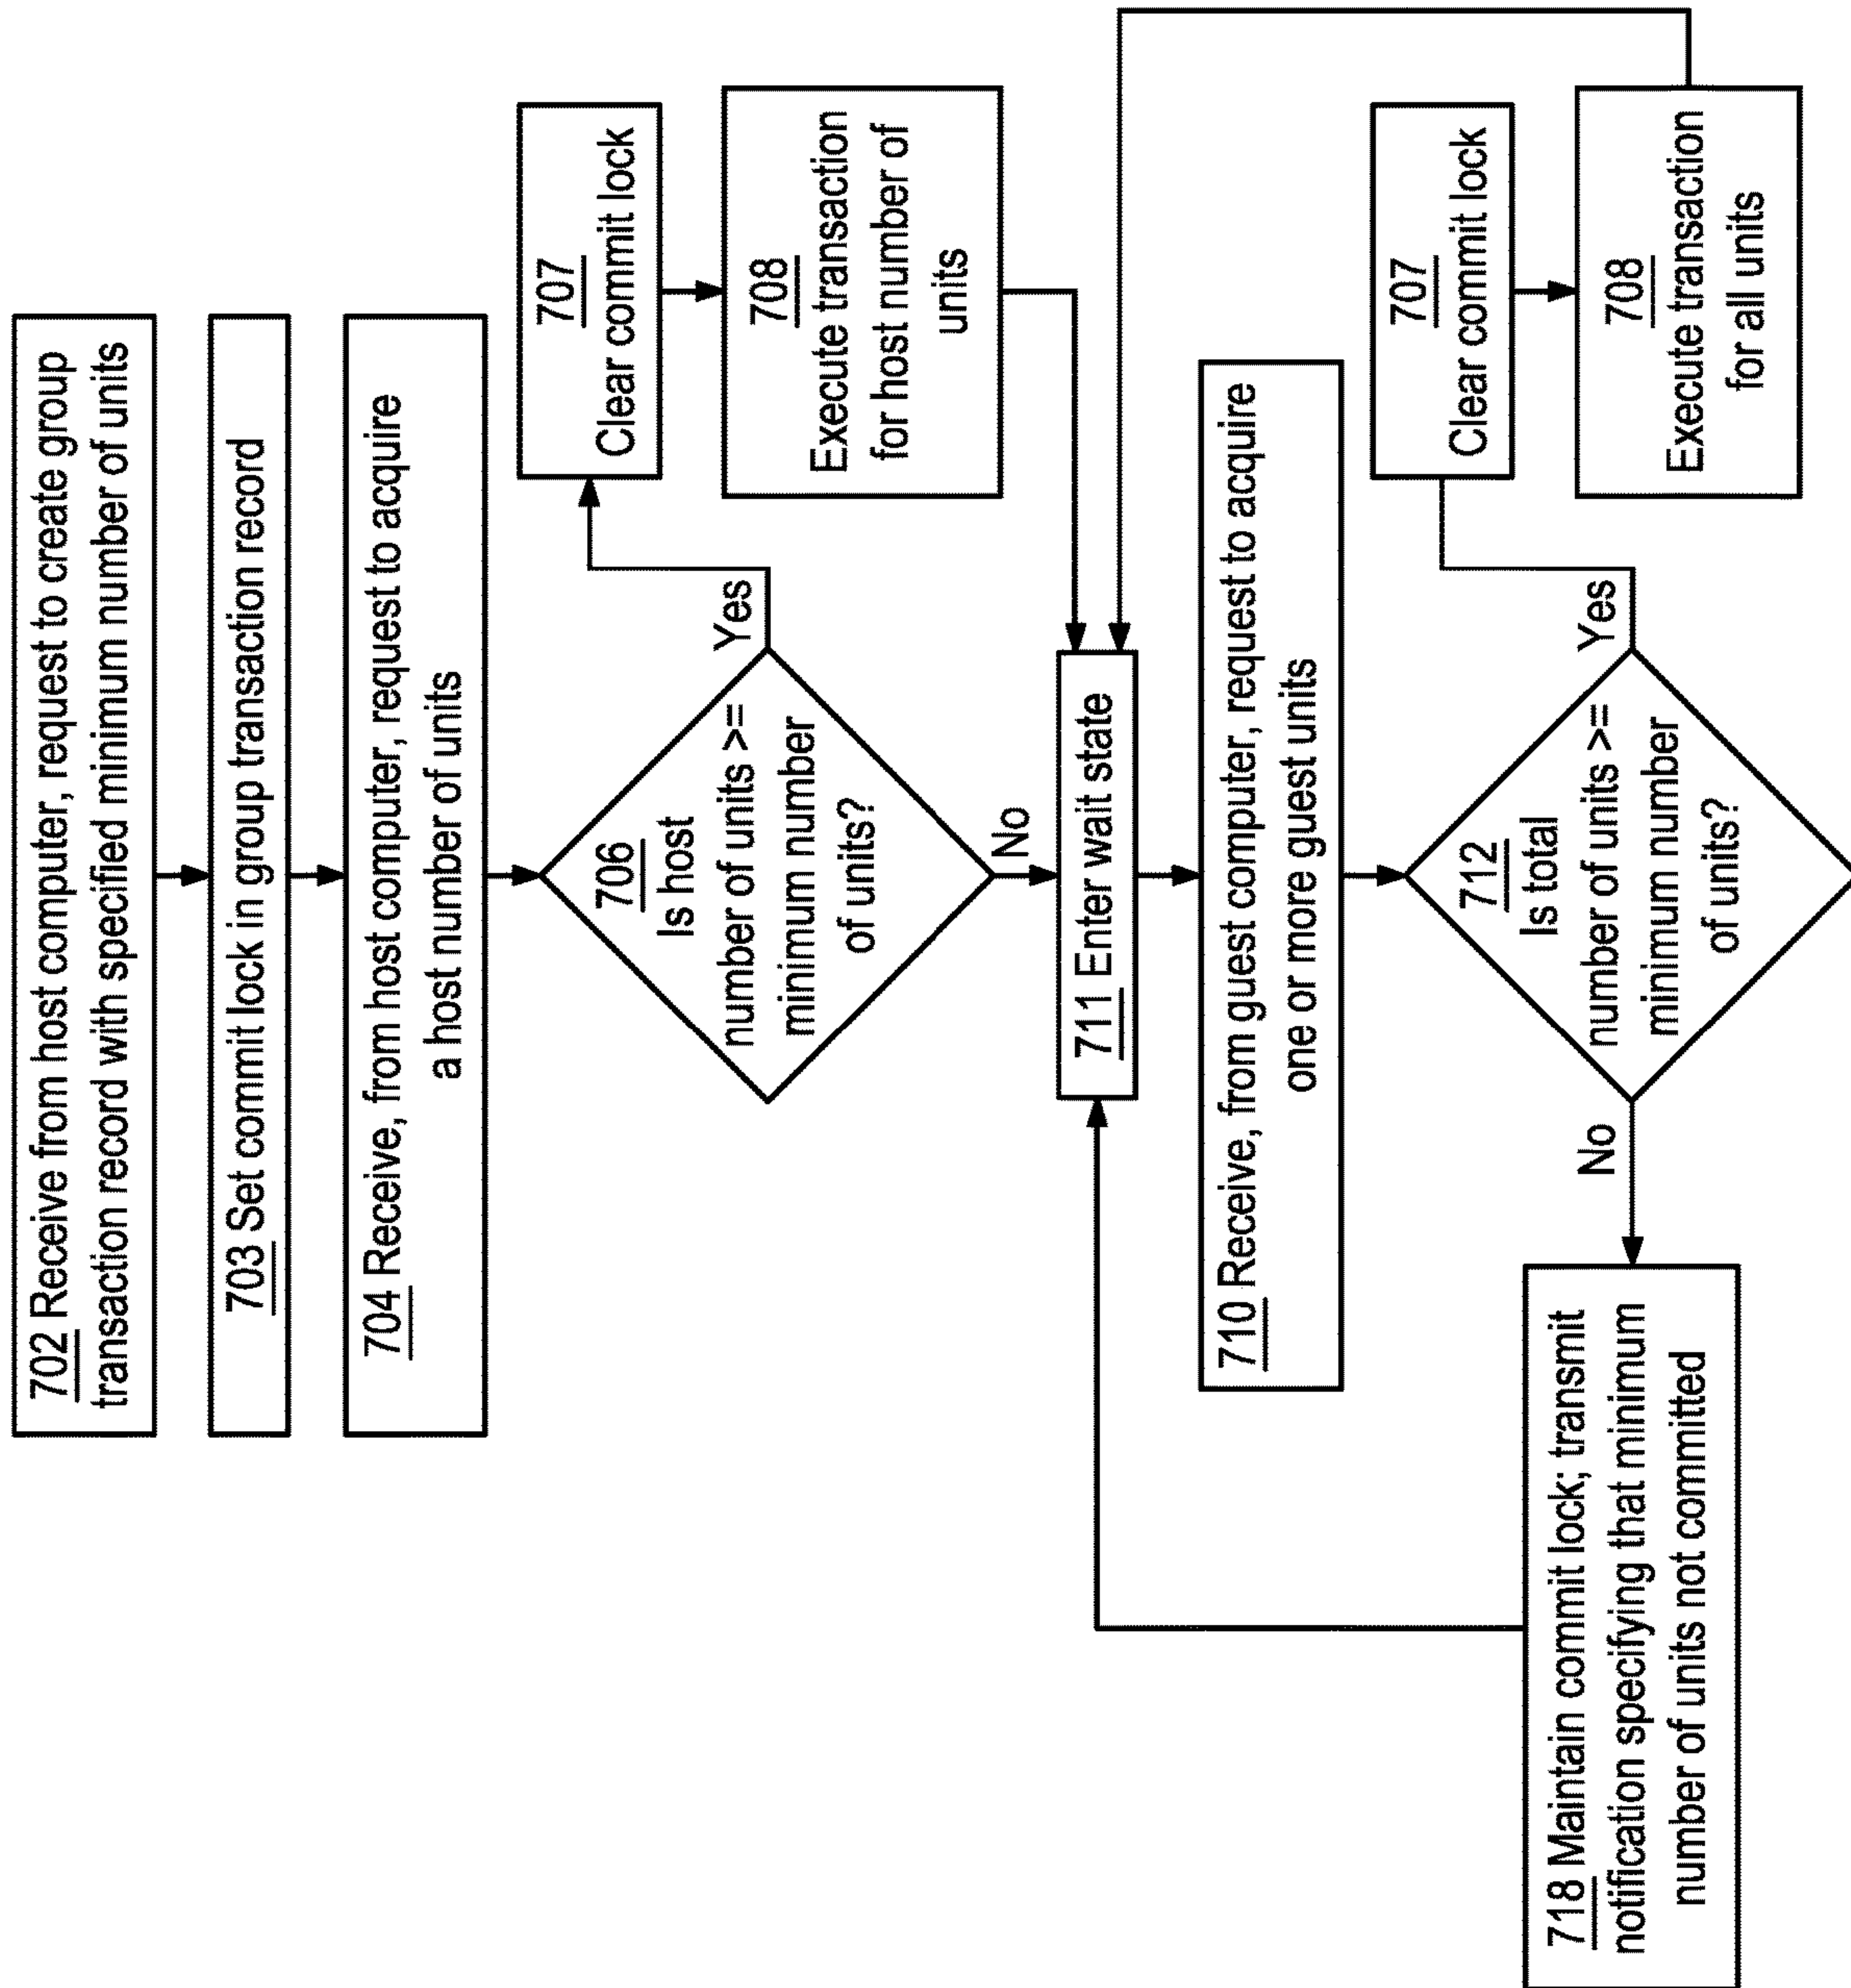 702 Receive from host computer, request to create group
transaction record with specified minimum number of units
703 Set commit lock in group transaction record
704 Receive, from host computer, request to acquire
a host number of units
706
Is host
number of units >=
minimum number
of units?
Yes
No
707
Clear commit lock
708
Execute transaction
for host number of
units
711 Enter wait state
710 Receive, from guest computer, request to acquire
one or more guest units
712
Is total
number of units >=
minimum number
of units?
Yes
No
707
Clear commit lock
708
Execute transaction
for all units
718 Maintain commit lock; transmit
notification specifying that minimum
number of units not committed